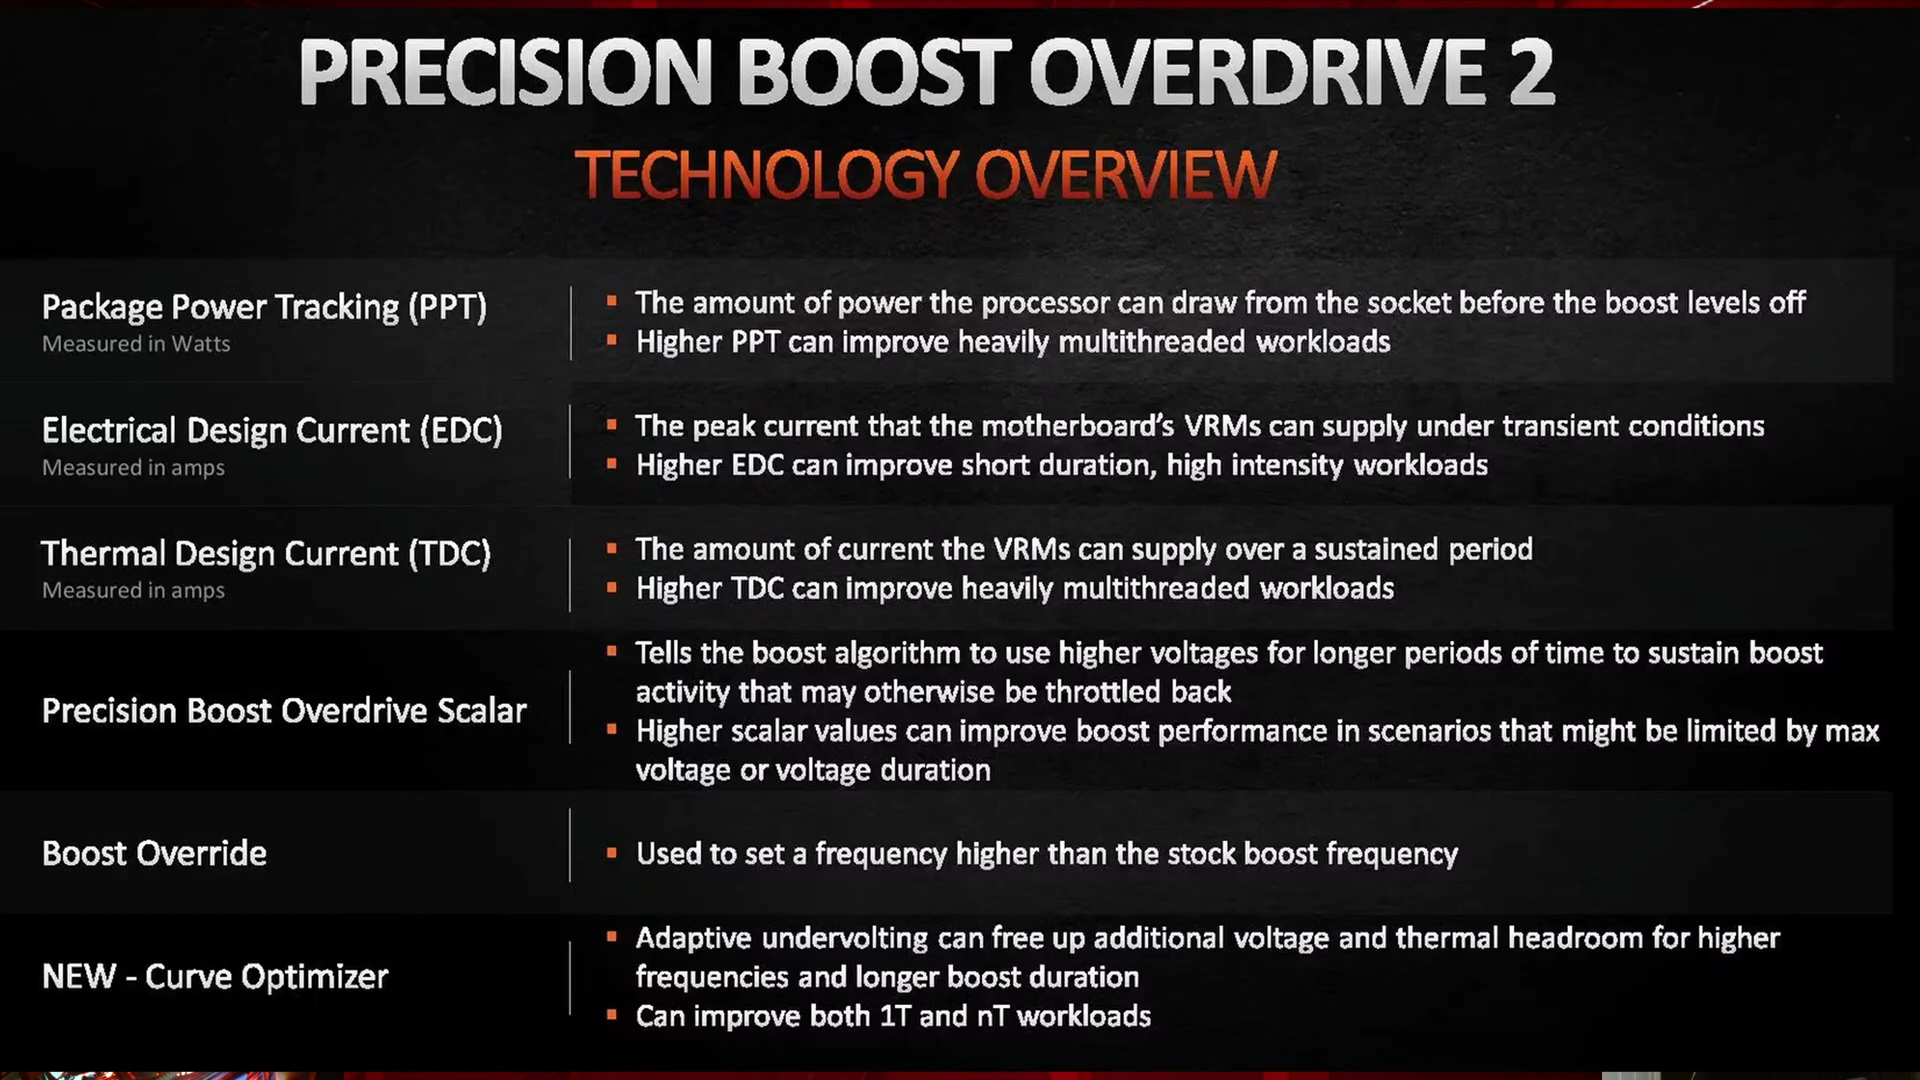 PRECISION BOOST OVERDRIVE 2
TECHNOLOGY OVERVIEW
Package Power Tracking (PPT)
Measured in Watts
▪ The amount of power the processor can draw from the socket before the boost levels off
▪ Higher PPT can improve heavily multithreaded workloads
Electrical Design Current (EDC)
Measured in amps
▪ The peak current that the motherboard’s VRMs can supply under transient conditions
▪ Higher EDC can improve short duration, high intensity workloads
Thermal Design Current (TDC)
Measured in amps
▪ The amount of current the VRMs can supply over a sustained period
▪ Higher TDC can improve heavily multithreaded workloads
Precision Boost Overdrive Scalar
▪ Tells the boost algorithm to use higher voltages for longer periods of time to sustain boost
activity that may otherwise be throttled back
▪ Higher scalar values can improve boost performance in scenarios that might be limited by max
voltage or voltage duration
Boost Override
▪ Used to set a frequency higher than the stock boost frequency
NEW - Curve Optimizer
▪ Adaptive undervolting can free up additional voltage and thermal headroom for higher
frequencies and longer boost duration
▪ Can improve both 1T and nT workloads